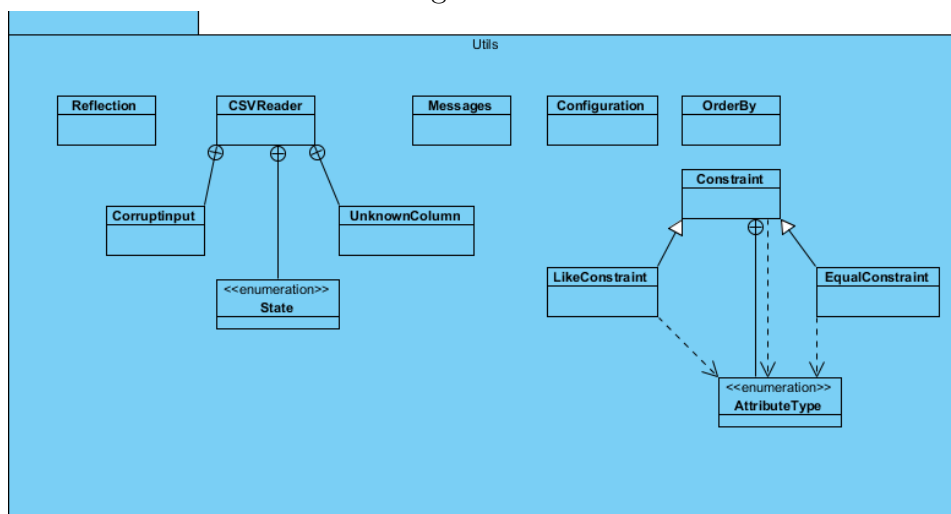 Utils
Reflection
CSVReader
Messages
Configuration
OrderBy
Constraint
CorruptInput
UnknownColumn
LikeConstraint
EqualConstraint
<<enumeration>>
State
<<enumeration>>
AttributeType